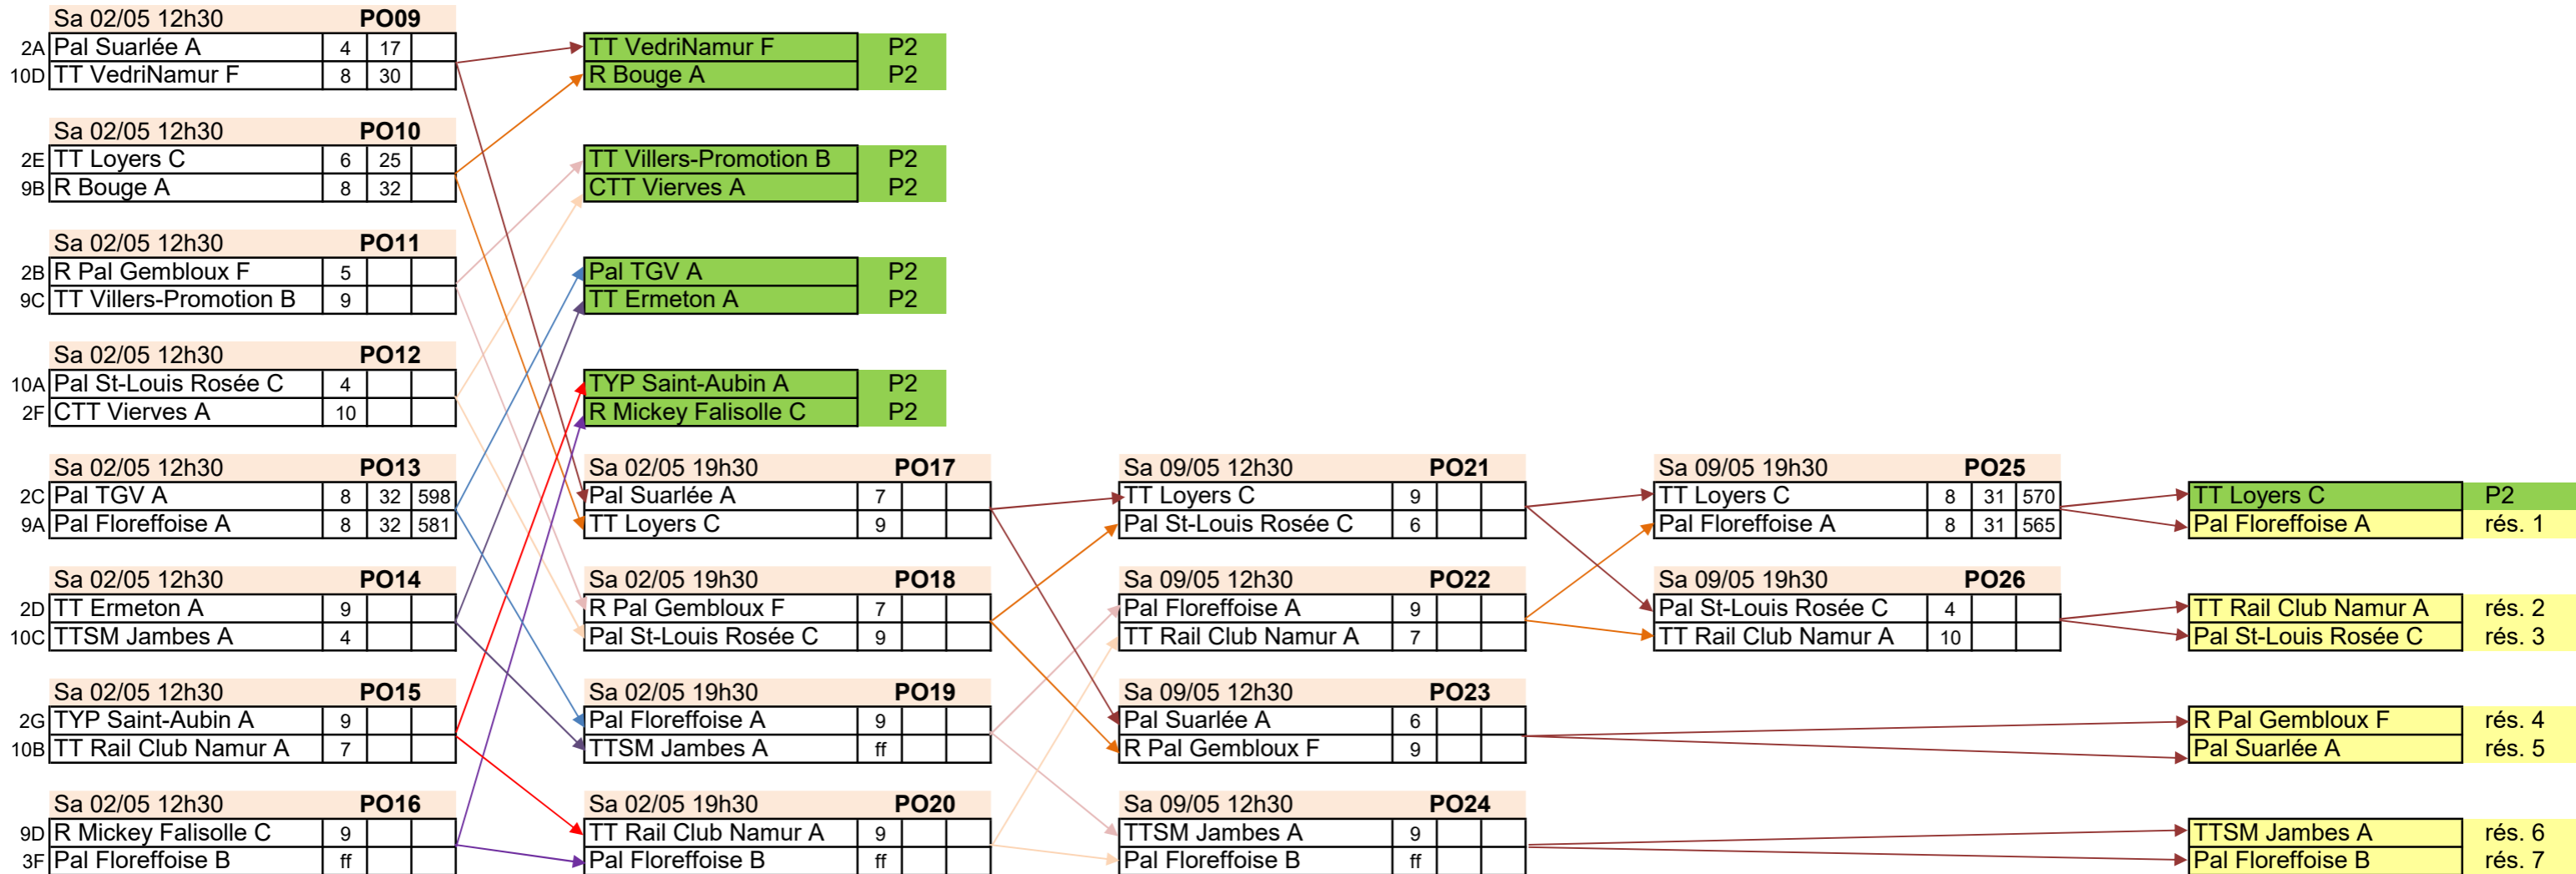 Sa 02/05 12h30 PO09
2A Pal Suarlée A 4 17 TT VedriNamur F P2
10D TT VedriNamur F 8 30 R Bouge A P2
Sa 02/05 12h30 PO10
2E TT Loyers C 6 25 TT Villers-Promotion B P2
9B R Bouge A 8 32 CTT Vierves A P2
Sa 02/05 12h30 PO11
2B R Pal Gembloux F 5 Pal TGV A P2
9C TT Villers-Promotion B 9 TT Ermeton A P2
Sa 02/05 12h30 PO12
10A Pal St-Louis Rosée C 4 TYP Saint-Aubin A P2
2F CTT Vierves A 10 R Mickey Falisolle C P2
Sa 02/05 12h30 PO13 Sa 02/05 19h30 PO17 Sa 09/05 12h30 PO21 Sa 09/05 19h30 PO25
2C Pal TGV A 8 32 598 Pal Suarlée A 7 TT Loyers C 9 TT Loyers C 8 31 570 TT Loyers C P2
9A Pal Floreffoise A 8 32 581 TT Loyers C 9 Pal St-Louis Rosée C 6 Pal Floreffoise A 8 31 565 Pal Floreffoise A rés. 1
Sa 02/05 12h30 PO14 Sa 02/05 19h30 PO18 Sa 09/05 12h30 PO22 Sa 09/05 19h30 PO26
2D TT Ermeton A 9 R Pal Gembloux F 7 Pal Floreffoise A 9 Pal St-Louis Rosée C 4 TT Rail Club Namur A rés. 2
10C TTSM Jambes A 4 Pal St-Louis Rosée C 9 TT Rail Club Namur A 7 TT Rail Club Namur A 10 Pal St-Louis Rosée C rés. 3
Sa 02/05 12h30 PO15 Sa 02/05 19h30 PO19 Sa 09/05 12h30 PO23
2G TYP Saint-Aubin A 9 Pal Floreffoise A 9 Pal Suarlée A 6 R Pal Gembloux F rés. 4
10B TT Rail Club Namur A 7 TTSM Jambes A ff R Pal Gembloux F 9 Pal Suarlée A rés. 5
Sa 02/05 12h30 PO16 Sa 02/05 19h30 PO20 Sa 09/05 12h30 PO24
9D R Mickey Falisolle C 9 TT Rail Club Namur A 9 TTSM Jambes A 9 TTSM Jambes A rés. 6
3F Pal Floreffoise B ff Pal Floreffoise B ff Pal Floreffoise B ff Pal Floreffoise B rés. 7